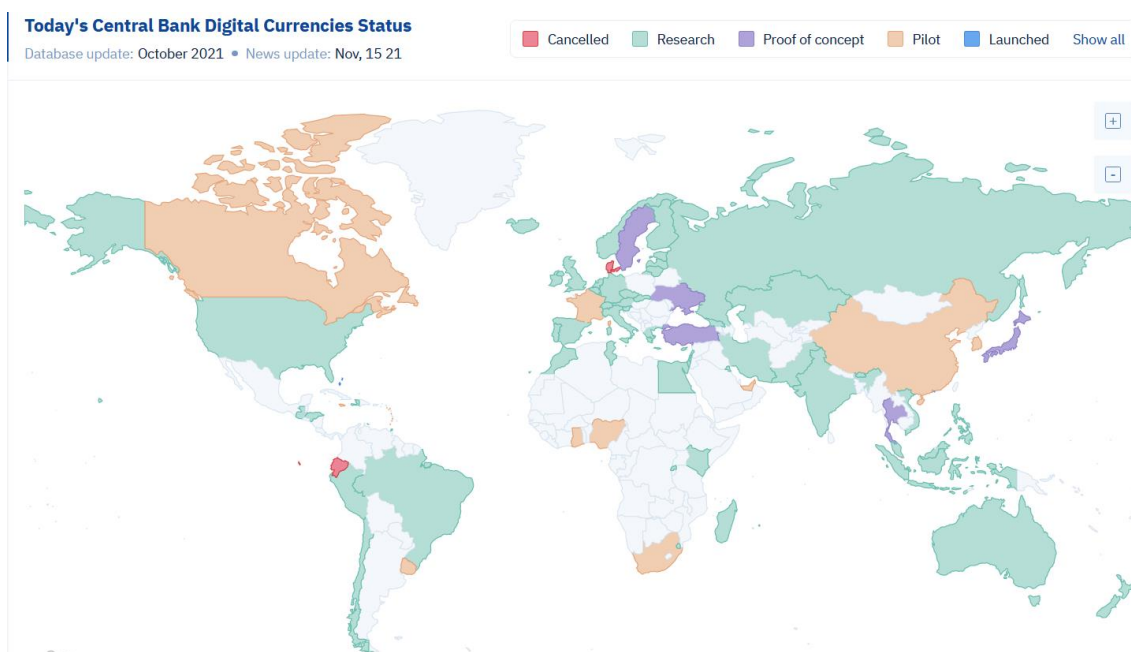 Today's Central Bank Digital Currencies Status
Database update: October 2021 • News update: Nov, 15 21
Cancelled Research Proof of concept Pilot Launched Show all
+
-